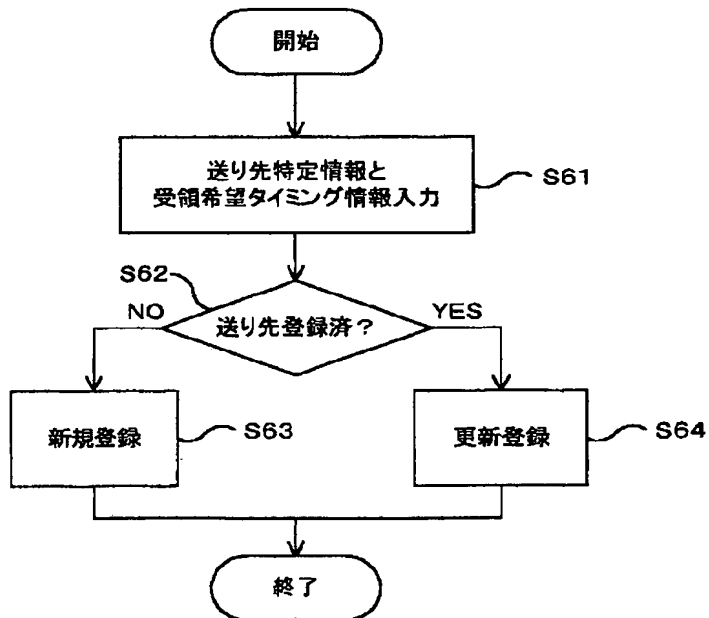 開始
送り先特定情報と
受領希望タイミング情報入力
S61
S62
NO
送り先登録済？
YES
新規登録
S63
更新登録
S64
終了